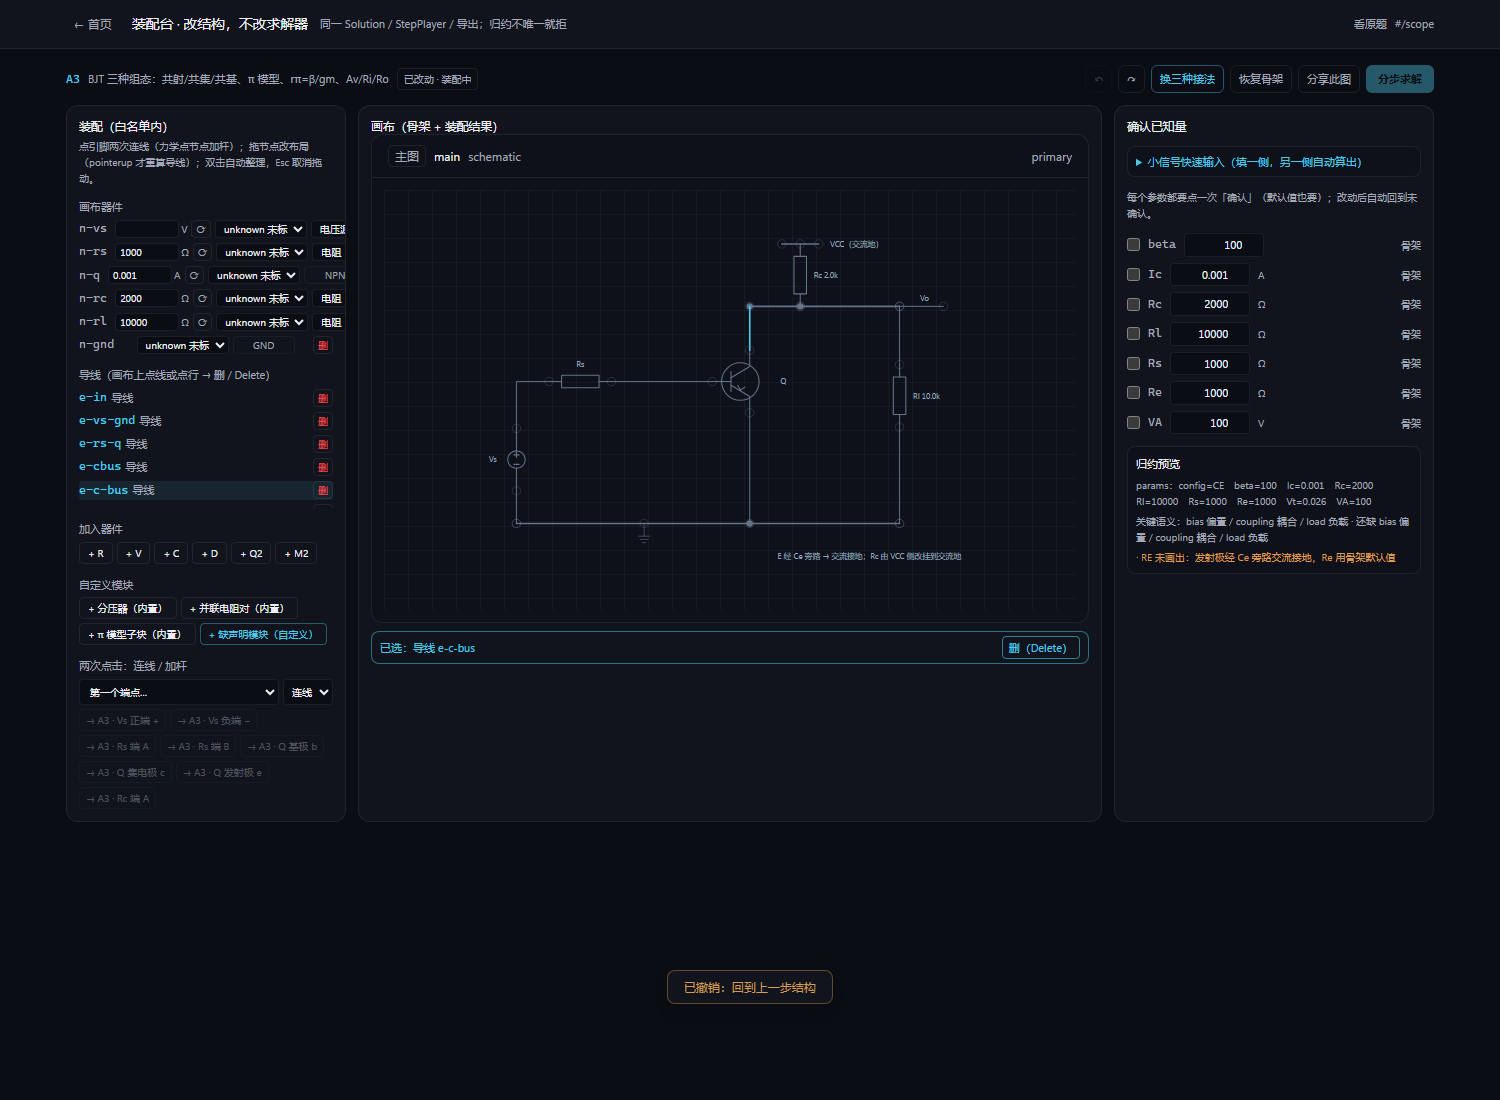 ← 首页 装配台 · 改结构，不改求解器 同一 Solution / StepPlayer / 导出；归约不唯一就拒 看原题 #/scope
A3 BJT 三种组态：共射/共集/共基、π 模型、rπ=β/gm、Av/Ri/Ro 已改动 · 装配中 换三种接法 恢复骨架 分享此图 分步求解
装配（白名单内）
点引脚两次连线（力学点节点加杆）；拖节点改布局
（pointerup 才重算导线）；双击自动整理，Esc 取消拖
动。
画布器件
n-vs V unknown 未标 电压源
n-rs 1000 Ω unknown 未标 电阻
n-q 0.001 A unknown 未标 NPN
n-rc 2000 Ω unknown 未标 电阻
n-rl 10000 Ω unknown 未标 电阻
n-gnd unknown 未标 GND 删
导线（画布上点线或点行 → 删 / Delete）
e-in 导线 删
e-vs-gnd 导线 删
e-rs-q 导线 删
e-cbus 导线 删
e-c-bus 导线 删
加入器件
+ R + V + C + D + Q2 + M2
自定义模块
+ 分压器（内置） + 并联电阻对（内置）
+ π 模型子块（内置） + 缺声明模块（自定义）
两次点击：连线 / 加杆
第一个端点... 连线
→ A3 · Vs 正端 + → A3 · Vs 负端 −
→ A3 · Rs 端 A → A3 · Rs 端 B → A3 · Q 基极 b
→ A3 · Q 集电极 c → A3 · Q 发射极 e
→ A3 · Rc 端 A
画布（骨架 + 装配结果）
主图 main schematic primary
VCC（交流地）
Rc 2.0k
Vo
Rs
Q
Rl 10.0k
Vs
E 经 Ce 旁路 → 交流接地；Rc 由 VCC 侧改挂到交流地
已选：导线 e-c-bus 删（Delete）
确认已知量
▸ 小信号快速输入（填一侧，另一侧自动算出）
每个参数都要点一次「确认」（默认值也要）；改动后自动回到未
确认。
beta 100 骨架
Ic 0.001 A 骨架
Rc 2000 Ω 骨架
Rl 10000 Ω 骨架
Rs 1000 Ω 骨架
Re 1000 Ω 骨架
VA 100 V 骨架
归约预览
params： config=CE beta=100 Ic=0.001 Rc=2000
Rl=10000 Rs=1000 Re=1000 Vt=0.026 VA=100
关键语义：bias 偏置 / coupling 耦合 / load 负载 · 还缺 bias 偏
置 / coupling 耦合 / load 负载
· RE 未画出：发射极经 Ce 旁路交流接地，Re 用骨架默认值
已撤销：回到上一步结构